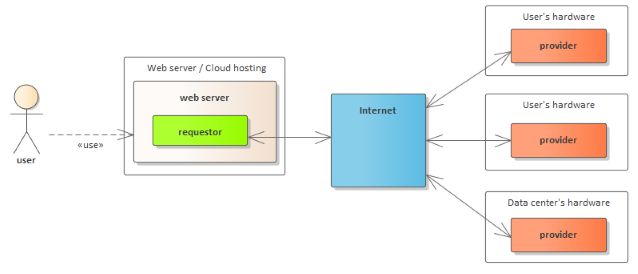 User's hardware
provider
Web server / Cloud hosting
web server
requestor
Internet
user
«use»
User's hardware
provider
Data center's hardware
provider